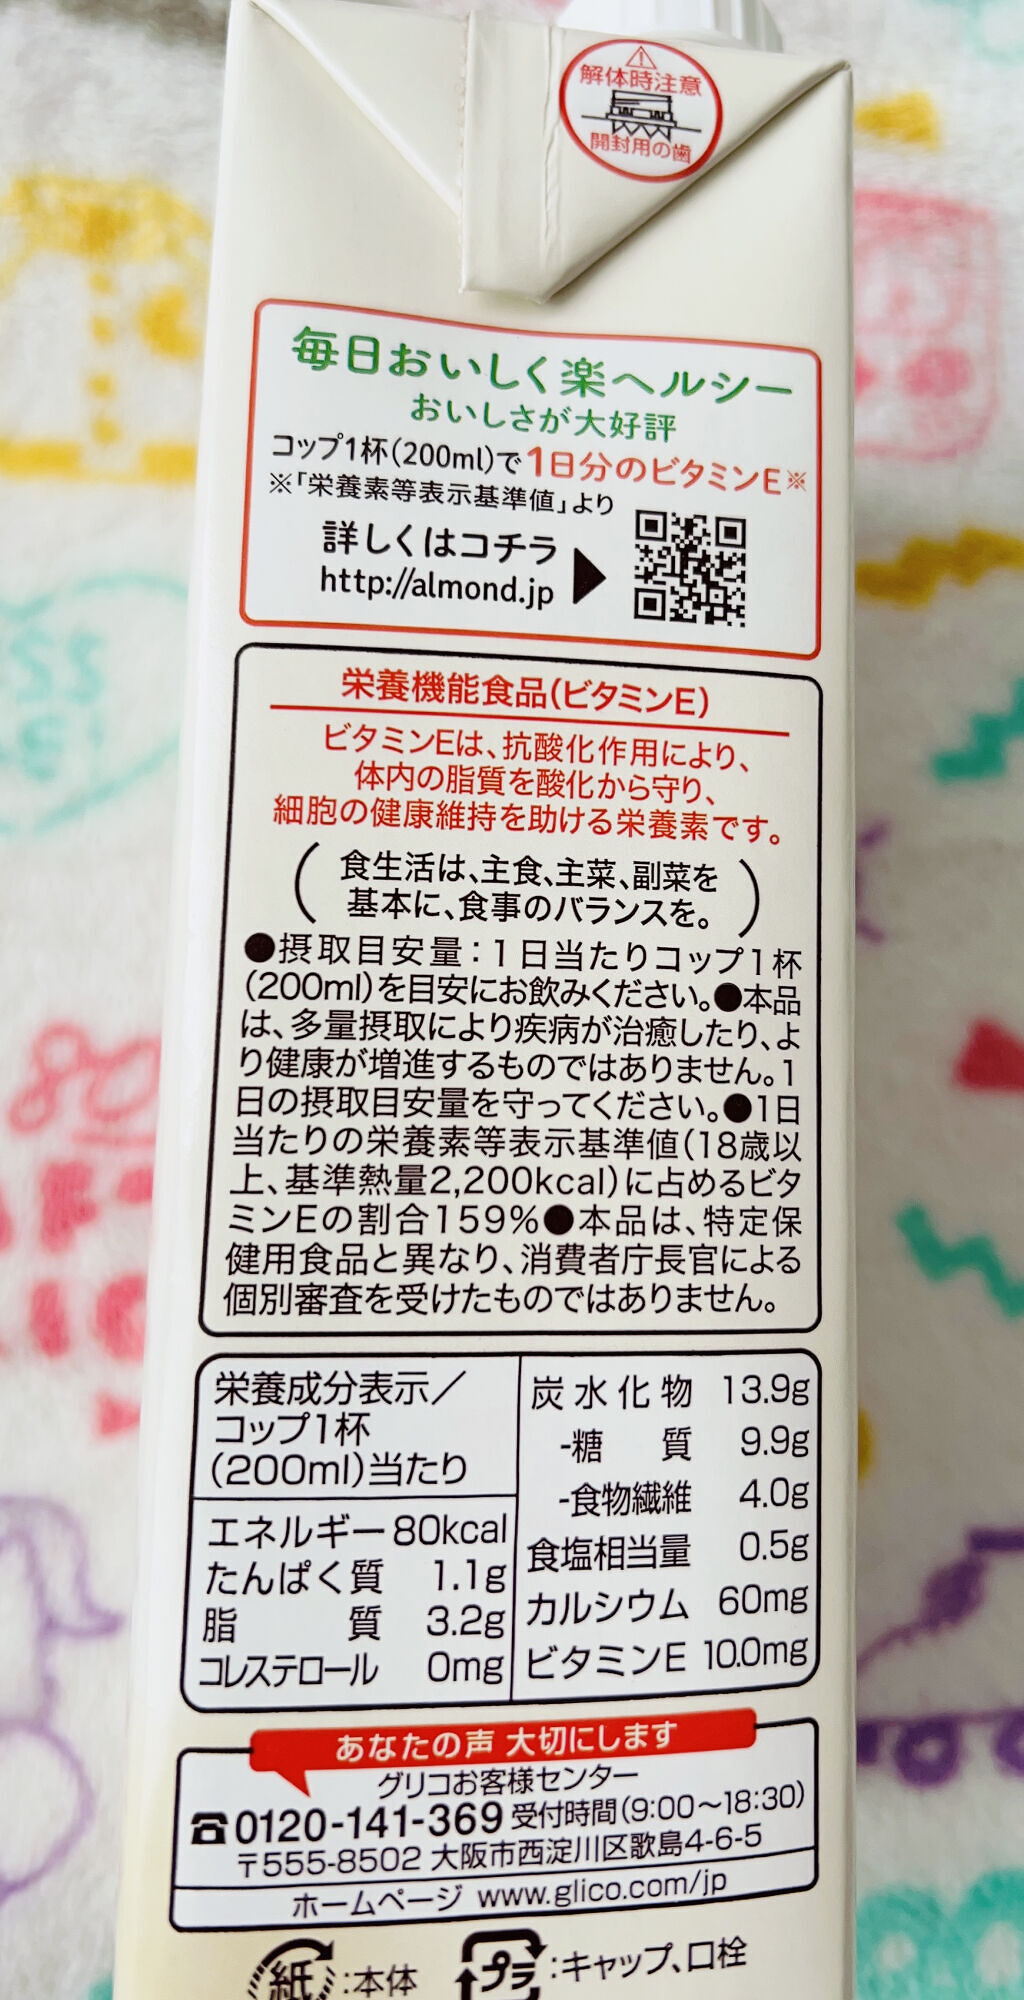 解体時注意
開封用の歯
毎日おいしく楽ヘルシー
おいしさが大好評
コップ1杯(200ml)で1日分のビタミンE※
※「栄養素等表示基準値」より
詳しくはコチラ
http://almond.jp
栄養機能食品(ビタミンE)
ビタミンEは、抗酸化作用により、
体内の脂質を酸化から守り、
細胞の健康維持を助ける栄養素です。
(食生活は、主食、主菜、副菜を
基本に、食事のバランスを。)
●摂取目安量:1日当たりコップ1杯
(200ml)を目安にお飲みください。●本品
は、多量摂取により疾病が治癒したり、よ
り健康が増進するものではありません。1
日の摂取目安量を守ってください。●1日
当たりの栄養素等表示基準値(18歳以
上、基準熱量2,200kcal)に占めるビタ
ミンEの割合159%●本品は、特定保
健用食品と異なり、消費者庁長官による
個別審査を受けたものではありません。
栄養成分表示/
コップ1杯
(200ml)当たり
エネルギー 80kcal
たんぱく質 1.1g
脂質 3.2g
コレステロール 0mg
炭水化物 13.9g
-糖質 9.9g
-食物繊維 4.0g
食塩相当量 0.5g
カルシウム 60mg
ビタミンE 10.0mg
あなたの声 大切にします
グリコお客様センター
☎0120-141-369 受付時間(9:00～18:30)
〒555-8502 大阪市西淀川区歌島4-6-5
ホームページ www.glico.com/jp
紙:本体
プラ:キャップ、口栓